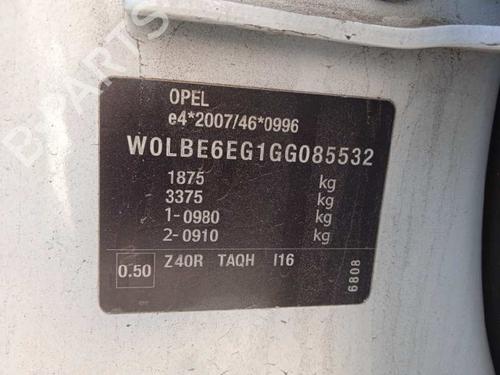 B-PARTS
OPEL
e4*2007/46*0996
W0LBE6EG1GG085532
1875 kg
3375 kg
1-0980 kg
2-0910 kg
0.50 Z40R TAQH I16
6808